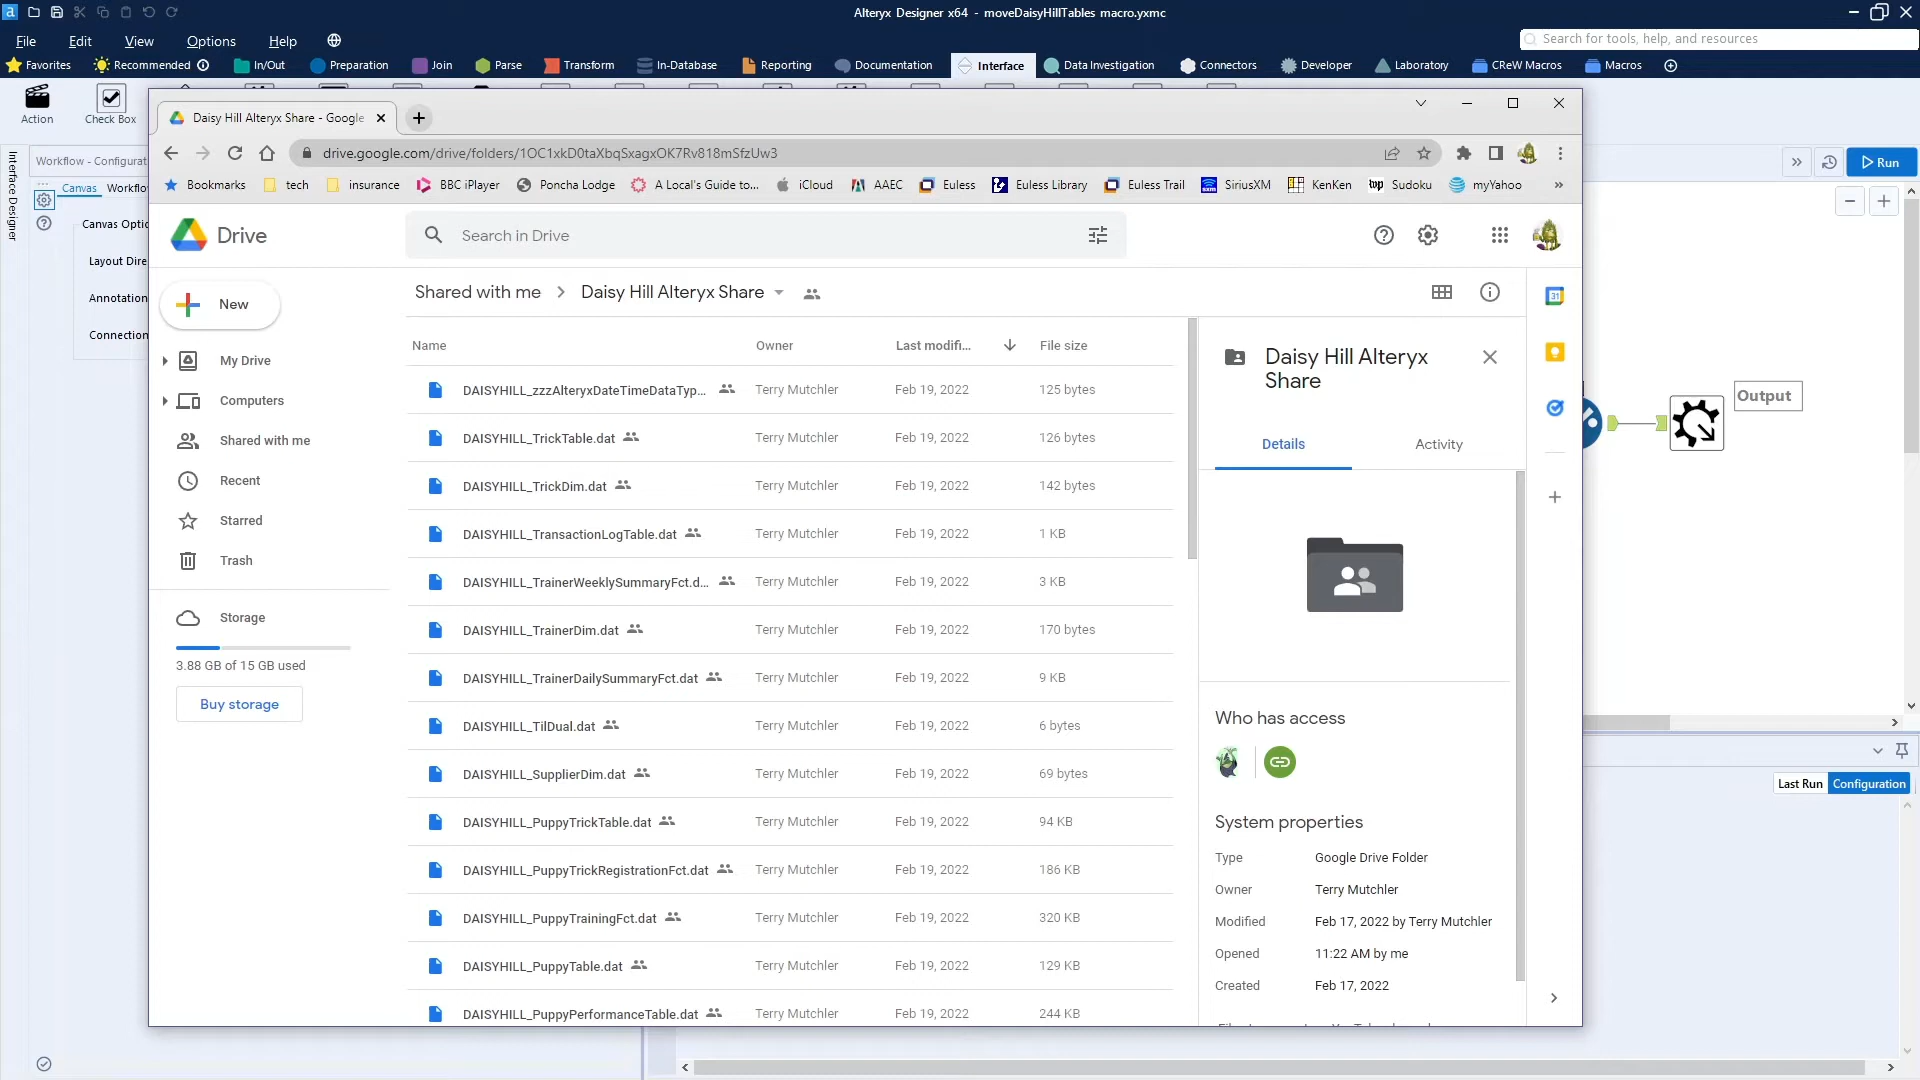 Alteryx Designer x64 - moveDaisyHillTables macro.yxmc
File Edit View Options Help
Search for tools, help, and resources
Favorites Recommended In/Out Preparation Join Parse Transform In-Database Reporting Documentation Interface Data Investigation Connectors Developer Laboratory CReW Macros Macros
Action Check Box
Interface Designer
Workflow - Configurat
Canvas Workflov
Canvas Optic
Layout Dire
Annotation
Connection
Run
Output
Last Run Configuration
Daisy Hill Alteryx Share - Google
drive.google.com/drive/folders/1OC1xkD0taXbqSxagxOK7Rv818mSfzUw3
Bookmarks tech insurance BBC iPlayer Poncha Lodge A Local's Guide to... iCloud AAEC Euless Euless Library Euless Trail SiriusXM KenKen wp Sudoku myYahoo
Drive
Search in Drive
New
My Drive
Computers
Shared with me
Recent
Starred
Trash
Storage
3.88 GB of 15 GB used
Buy storage
Shared with me > Daisy Hill Alteryx Share
Name Owner Last modifi... File size
DAISYHILL_zzzAlteryxDateTimeDataTyp... Terry Mutchler Feb 19, 2022 125 bytes
DAISYHILL_TrickTable.dat Terry Mutchler Feb 19, 2022 126 bytes
DAISYHILL_TrickDim.dat Terry Mutchler Feb 19, 2022 142 bytes
DAISYHILL_TransactionLogTable.dat Terry Mutchler Feb 19, 2022 1 KB
DAISYHILL_TrainerWeeklySummaryFct.d... Terry Mutchler Feb 19, 2022 3 KB
DAISYHILL_TrainerDim.dat Terry Mutchler Feb 19, 2022 170 bytes
DAISYHILL_TrainerDailySummaryFct.dat Terry Mutchler Feb 19, 2022 9 KB
DAISYHILL_TilDual.dat Terry Mutchler Feb 19, 2022 6 bytes
DAISYHILL_SupplierDim.dat Terry Mutchler Feb 19, 2022 69 bytes
DAISYHILL_PuppyTrickTable.dat Terry Mutchler Feb 19, 2022 94 KB
DAISYHILL_PuppyTrickRegistrationFct.dat Terry Mutchler Feb 19, 2022 186 KB
DAISYHILL_PuppyTrainingFct.dat Terry Mutchler Feb 19, 2022 320 KB
DAISYHILL_PuppyTable.dat Terry Mutchler Feb 19, 2022 129 KB
DAISYHILL_PuppyPerformanceTable.dat Terry Mutchler Feb 19, 2022 244 KB
Daisy Hill Alteryx
Share
Details Activity
Who has access
System properties
Type Google Drive Folder
Owner Terry Mutchler
Modified Feb 17, 2022 by Terry Mutchler
Opened 11:22 AM by me
Created Feb 17, 2022
31